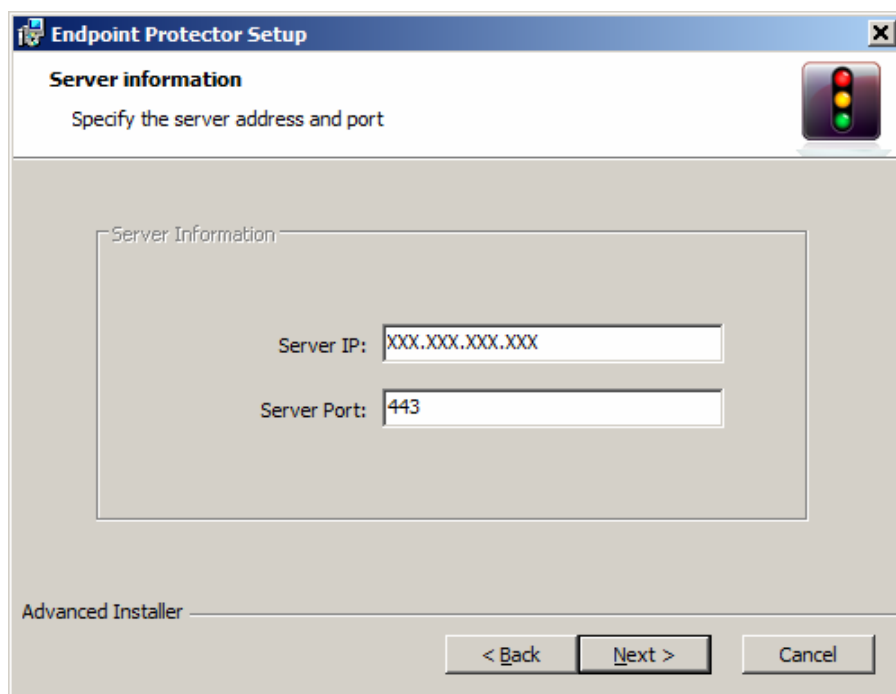 Endpoint Protector Setup
Server information
Specify the server address and port
Server Information
Server IP: XXX.XXX.XXX.XXX
Server Port: 443
Advanced Installer
< Back Next > Cancel